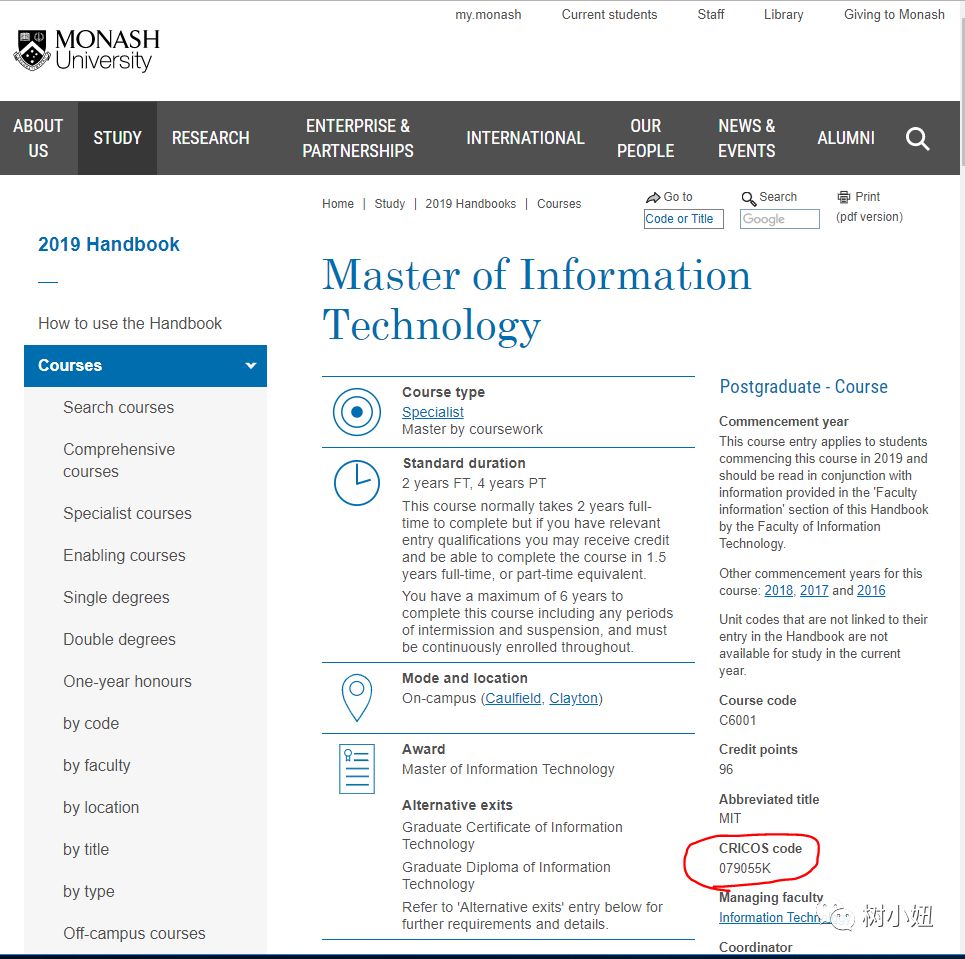 my.monash
Current students
Staff
Library
Giving to Monash
MONASH
University
ABOUT
US
STUDY
RESEARCH
ENTERPRISE &
PARTNERSHIPS
INTERNATIONAL
OUR
PEOPLE
NEWS &
EVENTS
ALUMNI
Home | Study | 2019 Handbooks | Courses
Go to
Code or Title
Search
Google
Print
(pdf version)
2019 Handbook
How to use the Handbook
Courses
Search courses
Comprehensive
courses
Specialist courses
Enabling courses
Single degrees
Double degrees
One-year honours
by code
by faculty
by location
by title
by type
Off-campus courses
Master of Information
Technology
Course type
Specialist
Master by coursework
Standard duration
2 years FT, 4 years PT
This course normally takes 2 years full-
time to complete but if you have relevant
entry qualifications you may receive credit
and be able to complete the course in 1.5
years full-time, or part-time equivalent.
You have a maximum of 6 years to
complete this course including any periods
of intermission and suspension, and must
be continuously enrolled throughout.
Mode and location
On-campus (Caulfield, Clayton)
Award
Master of Information Technology
Alternative exits
Graduate Certificate of Information
Technology
Graduate Diploma of Information
Technology
Refer to 'Alternative exits' entry below for
further requirements and details.
Postgraduate - Course
Commencement year
This course entry applies to students
commencing this course in 2019 and
should be read in conjunction with
information provided in the 'Faculty
information' section of this Handbook
by the Faculty of Information
Technology.
Other commencement years for this
course: 2018, 2017 and 2016
Unit codes that are not linked to their
entry in the Handbook are not
available for study in the current
year.
Course code
C6001
Credit points
96
Abbreviated title
MIT
CRICOS code
079055K
Managing faculty
Information
树小妞
Coordinator